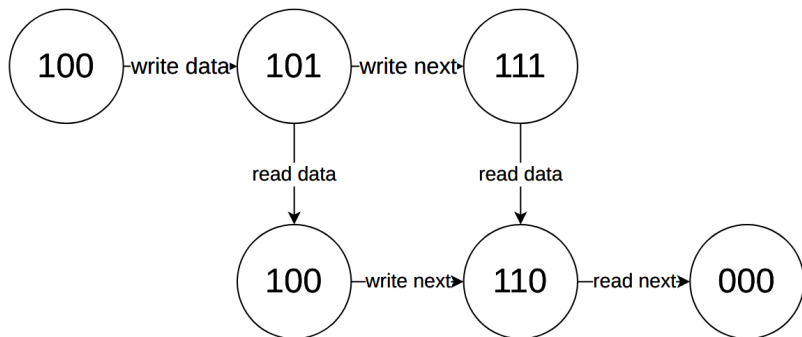 100 write data 101 write next 111
read data read data
100 write next 110 read next 000